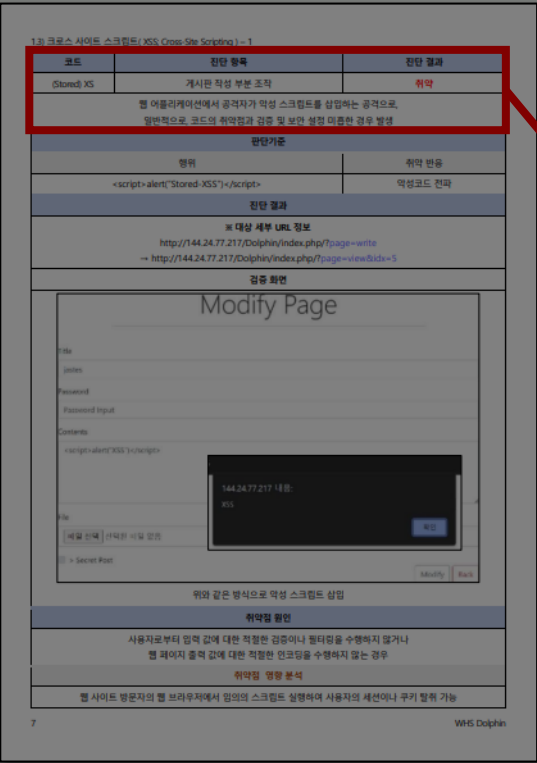 1.3) 크로스 사이트 스크립트( XSS; Cross-Site Scripting ) – 1
코드 진단 항목 진단 결과
(Stored) XS 게시판 작성 부분 조작 취약
웹 어플리케이션에서 공격자가 악성 스크립트를 삽입하는 공격으로,
일반적으로, 코드의 취약점과 검증 및 보안 설정 미흡한 경우 발생
판단기준
행위 취약 반응
<script>alert("Stored-XSS")</script> 악성코드 전파
진단 결과
※ 대상 세부 URL 정보
http://144.24.77.217/Dolphin/index.php/?page=write
→ http://144.24.77.217/Dolphin/index.php/?page=view&idx=5
검증 화면
Modify Page
Title
Password
Password Input
Contents
<script>alert("XSS")</script>
144.24.77.217 내용:
XSS
확인
File
파일 선택 선택된 파일 없음
> Secret Post
Modify Back
위와 같은 방식으로 악성 스크립트 삽입
취약점 원인
사용자로부터 입력 값에 대한 적절한 검증이나 필터링을 수행하지 않거나
웹 페이지 출력 값에 대한 적절한 인코딩을 수행하지 않는 경우
취약점 영향 분석
웹 사이트 방문자의 웹 브라우저에서 임의의 스크립트 실행하여 사용자의 세션이나 쿠키 탈취 가능
7 WHS Dolphin